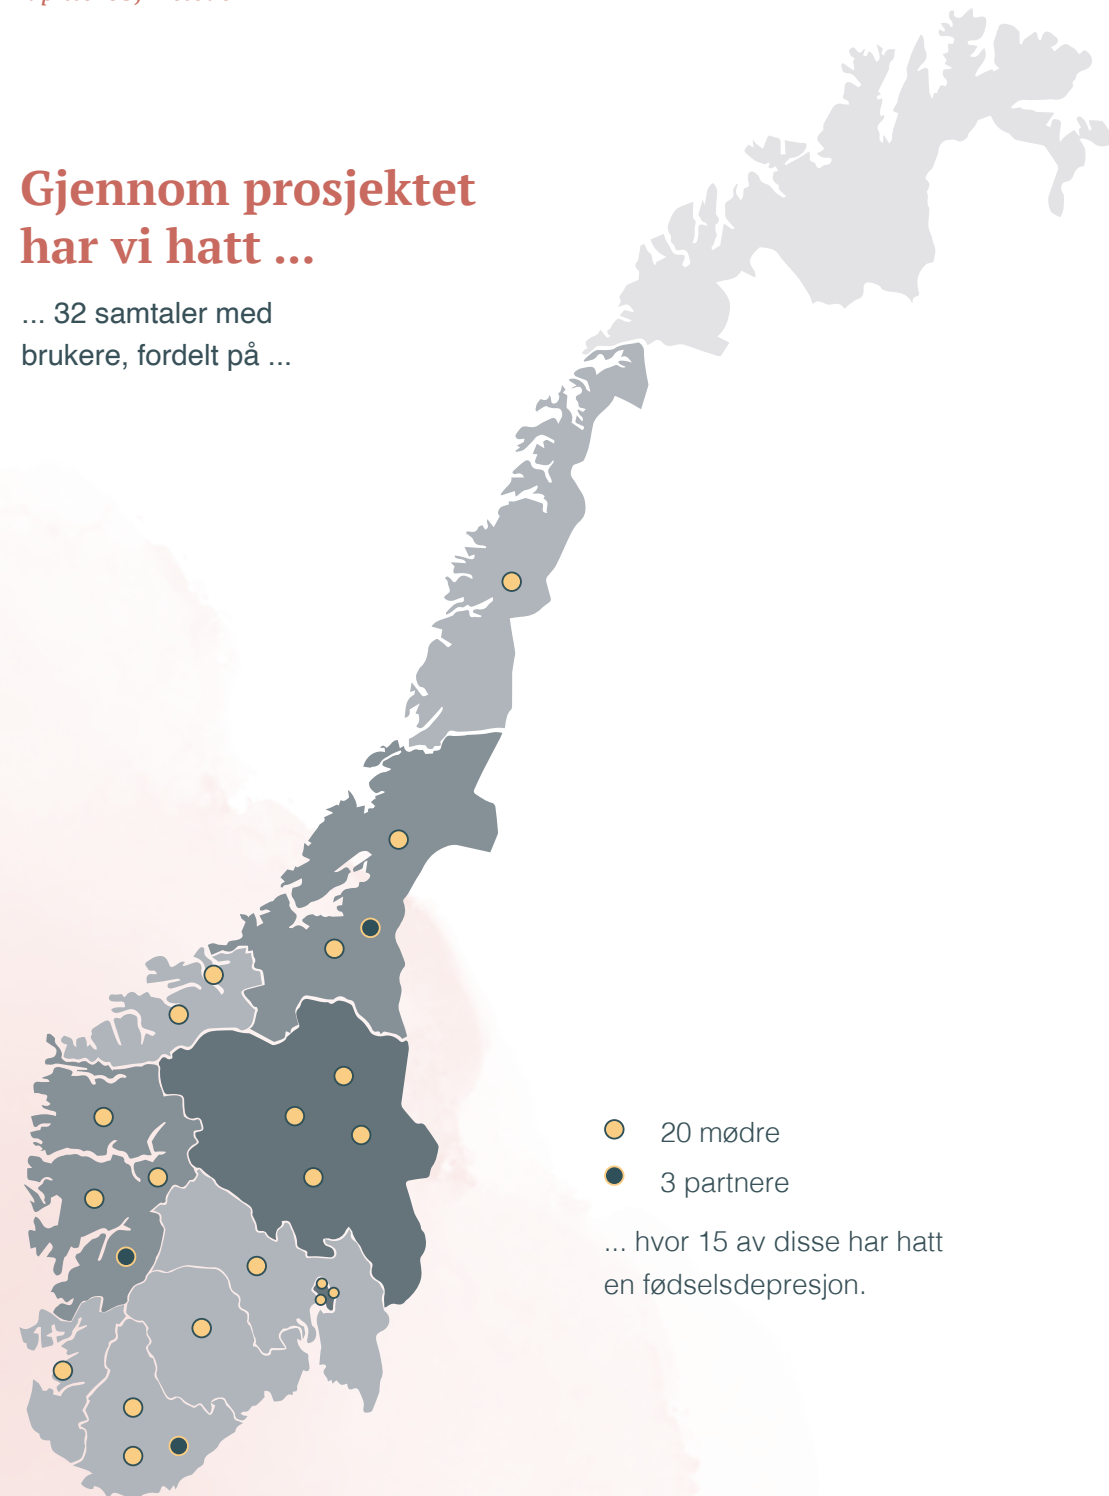 Gjennom prosjektet
har vi hatt ...
... 32 samtaler med
brukere, fordelt på ...
20 mødre
3 partnere
... hvor 15 av disse har hatt
en fødselsdepresjon.